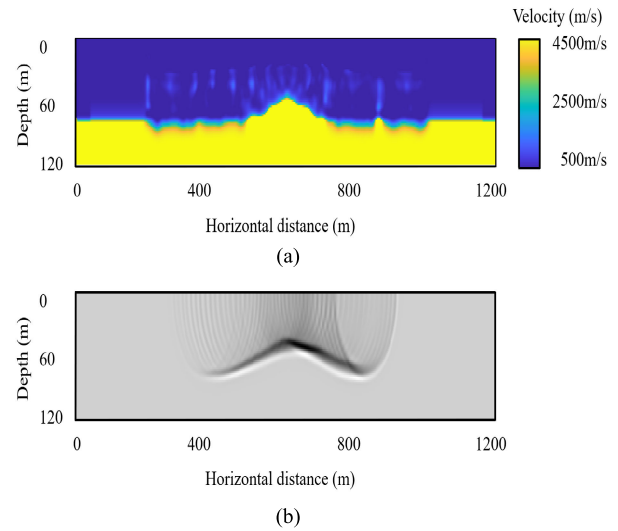 Velocity (m/s)
4500m/s
2500m/s
500m/s
Depth (m)
0
60
120
0 400 800 1200
Horizontal distance (m)
(a)
Depth (m)
0
60
120
0 400 800 1200
Horizontal distance (m)
(b)